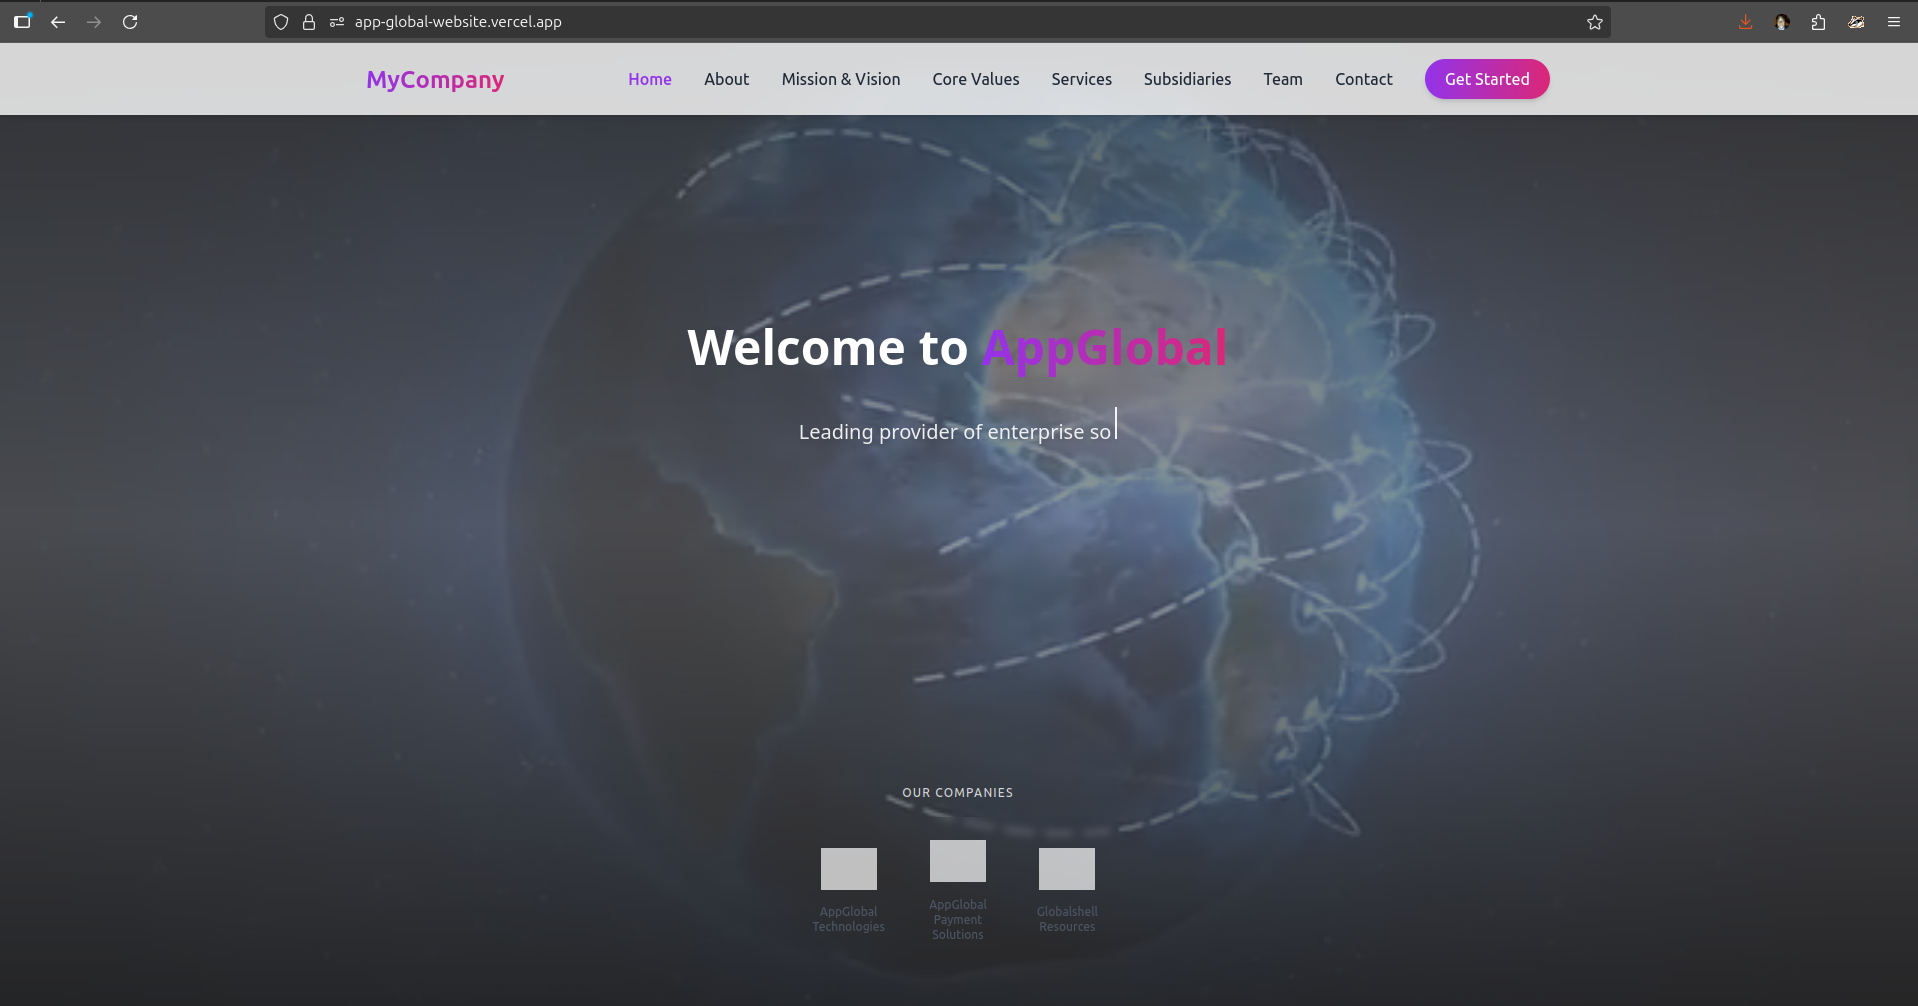 app-global-website.vercel.app
MyCompany Home About Mission & Vision Core Values Services Subsidiaries Team Contact Get Started
Welcome to AppGlobal
Leading provider of enterprise so
OUR COMPANIES
AppGlobal
Technologies
AppGlobal
Payment
Solutions
Globalshell
Resources